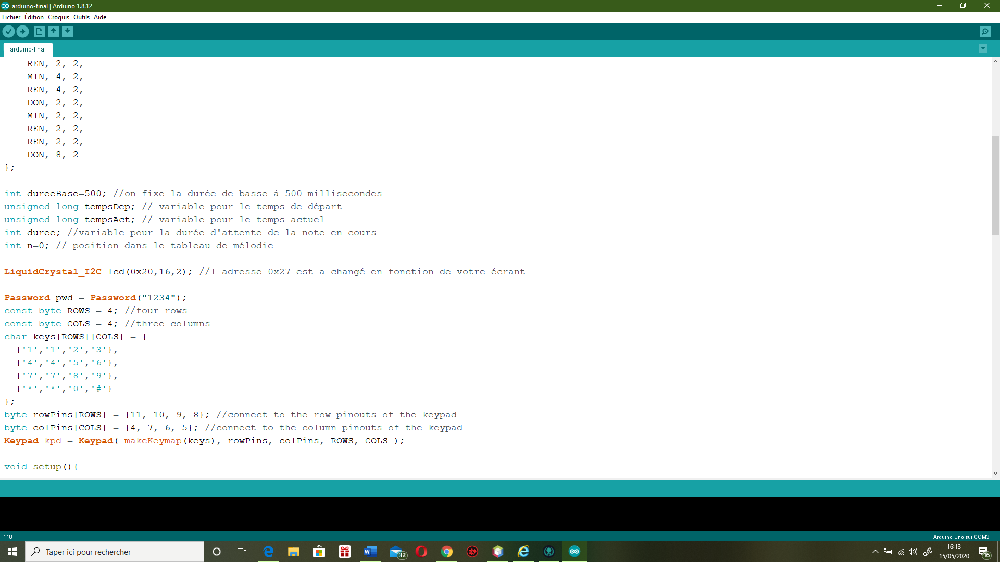 arduino-final | Arduino 1.8.12
Fichier Édition Croquis Outils Aide
arduino-final
REN, 2, 2,
MIN, 4, 2,
REN, 4, 2,
DON, 2, 2,
MIN, 2, 2,
REN, 2, 2,
REN, 2, 2,
DON, 8, 2
};
int dureeBase=500; //on fixe la durée de basse à 500 millisecondes
unsigned long tempsDep; // variable pour le temps de départ
unsigned long tempsAct; // variable pour le temps actuel
int duree; //variable pour la durée d'attente de la note en cours
int n=0; // position dans le tableau de mélodie
LiquidCrystal_I2C lcd(0x20,16,2); //l adresse 0x27 est a changé en fonction de votre écrant
Password pwd = Password("1234");
const byte ROWS = 4; //four rows
const byte COLS = 4; //three columns
char keys[ROWS][COLS] = {
{'1','1','2','3'},
{'4','4','5','6'},
{'7','7','8','9'},
{'*','*','0','#'}
};
byte rowPins[ROWS] = {11, 10, 9, 8}; //connect to the row pinouts of the keypad
byte colPins[COLS] = {4, 7, 6, 5}; //connect to the column pinouts of the keypad
Keypad kpd = Keypad( makeKeymap(keys), rowPins, colPins, ROWS, COLS );
void setup(){
118
Arduino Uno sur COM3
Taper ici pour rechercher
32
16:13
15/05/2020
16